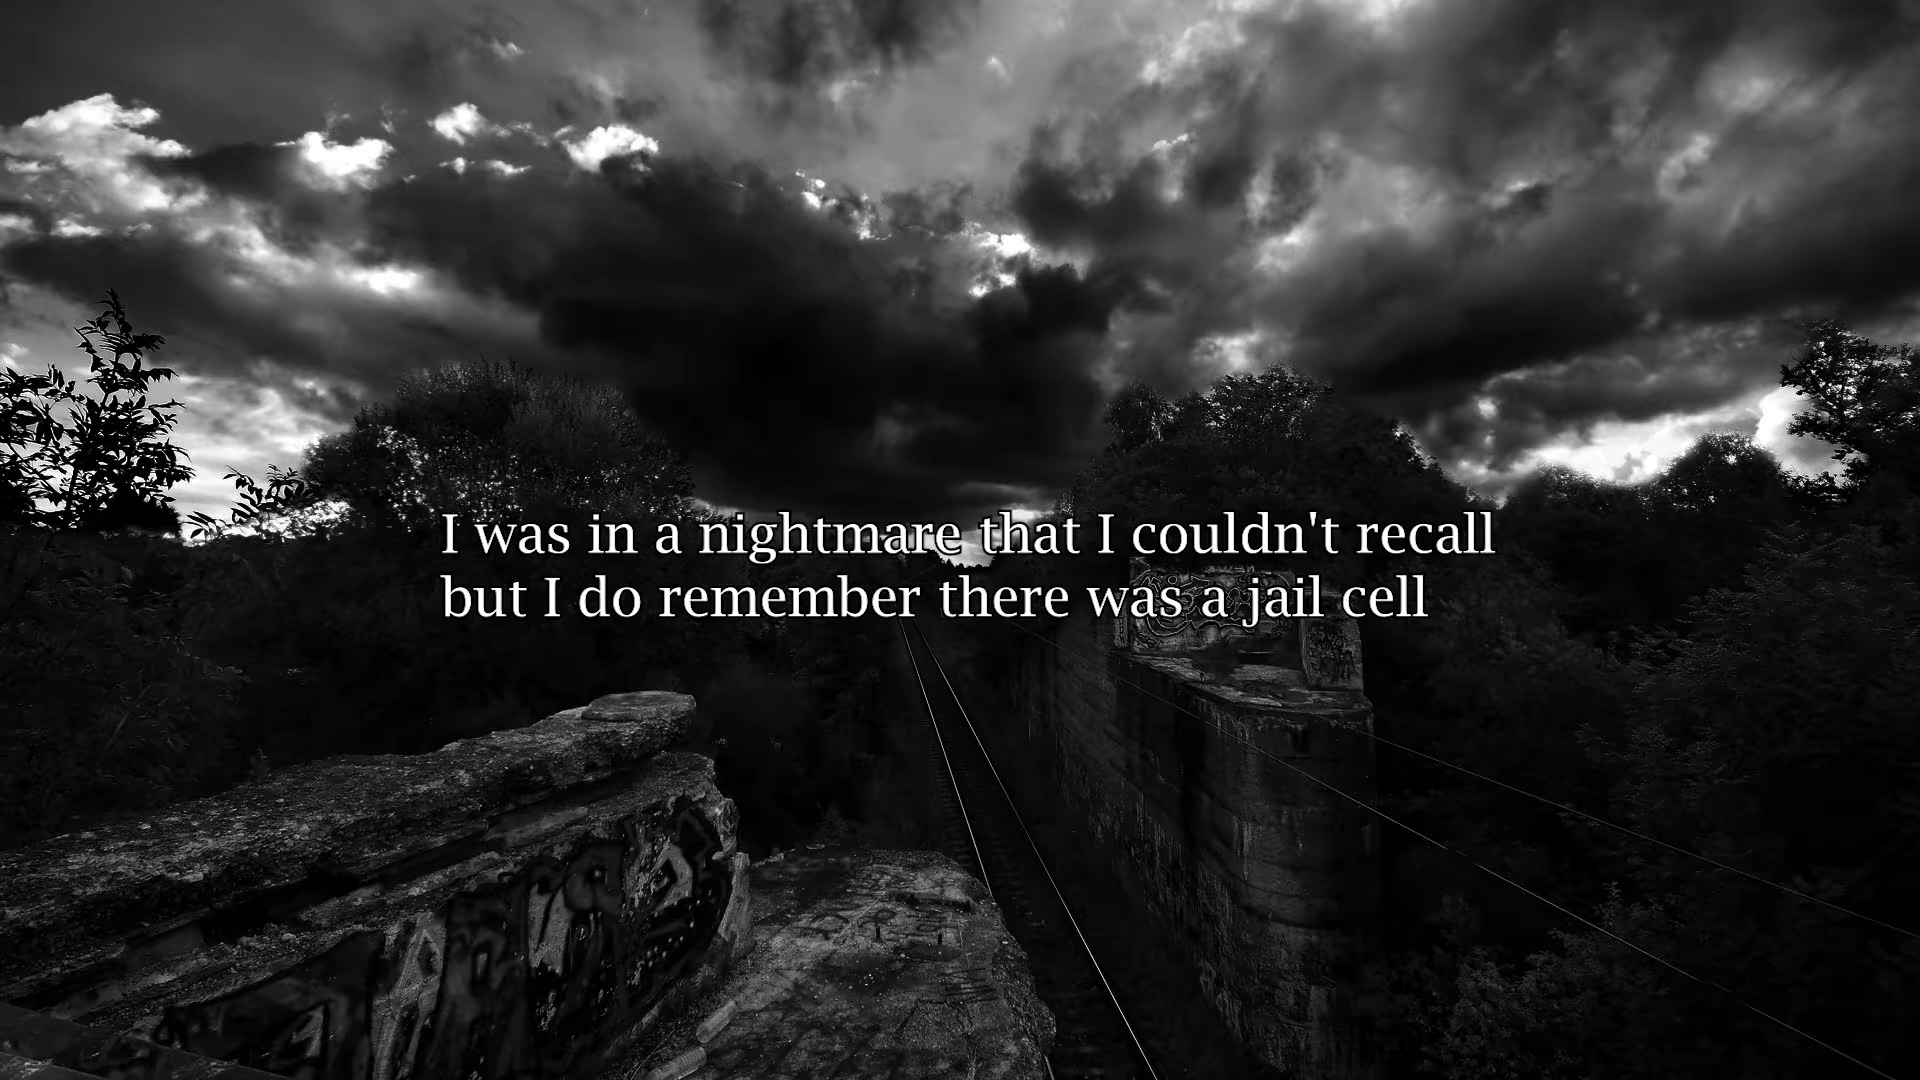 I was in a nightmare that I couldn't recall
but I do remember there was a jail cell